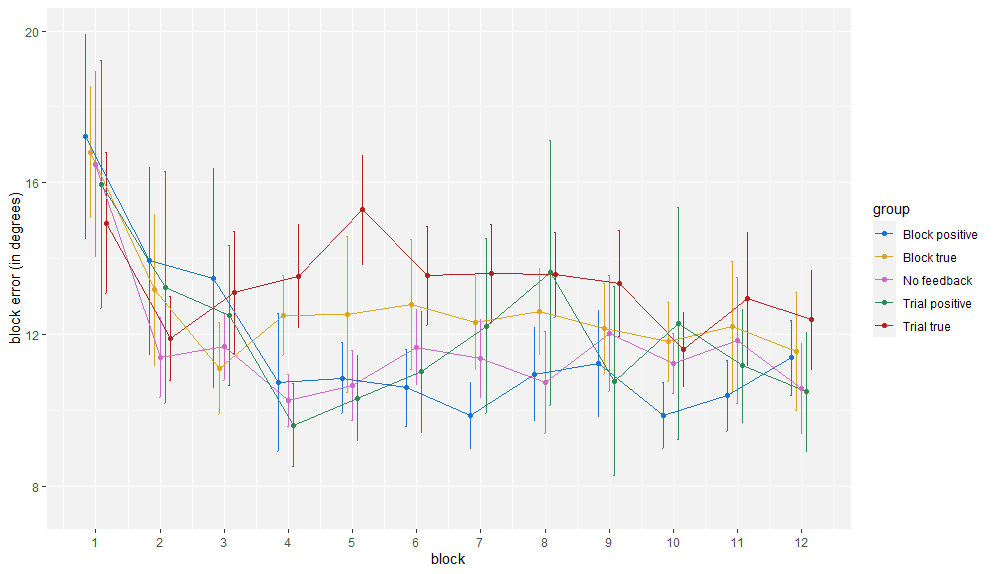 20
16
12
8
block error (in degrees)
1 2 3 4 5 6 7 8 9 10 11 12
block
group
Block positive
Block true
No feedback
Trial positive
Trial true